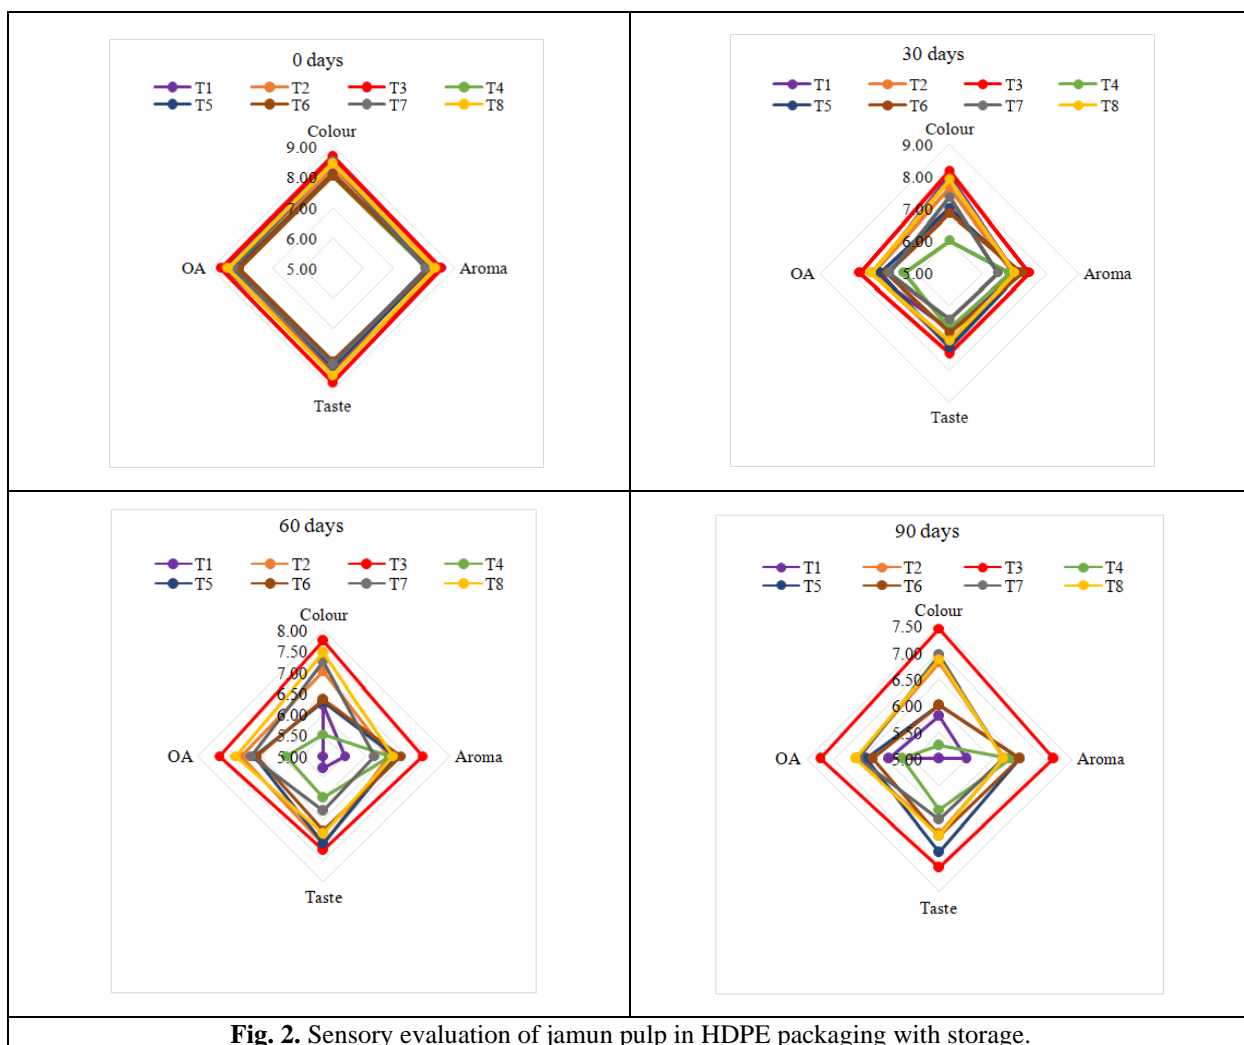 0 days
T1 T2 T3 T4
T5 T6 T7 T8
Colour
9.00
8.00
7.00
6.00
5.00
OA
Aroma
Taste
30 days
T1 T2 T3 T4
T5 T6 T7 T8
Colour
9.00
8.00
7.00
6.00
5.00
OA
Aroma
Taste
60 days
T1 T2 T3 T4
T5 T6 T7 T8
Colour
8.00
7.50
7.00
6.50
6.00
5.50
5.00
OA
Aroma
Taste
90 days
T1 T2 T3 T4
T5 T6 T7 T8
Colour
7.50
7.00
6.50
6.00
5.50
5.00
OA
Aroma
Taste
Fig. 2. Sensory evaluation of jamun pulp in HDPE packaging with storage.